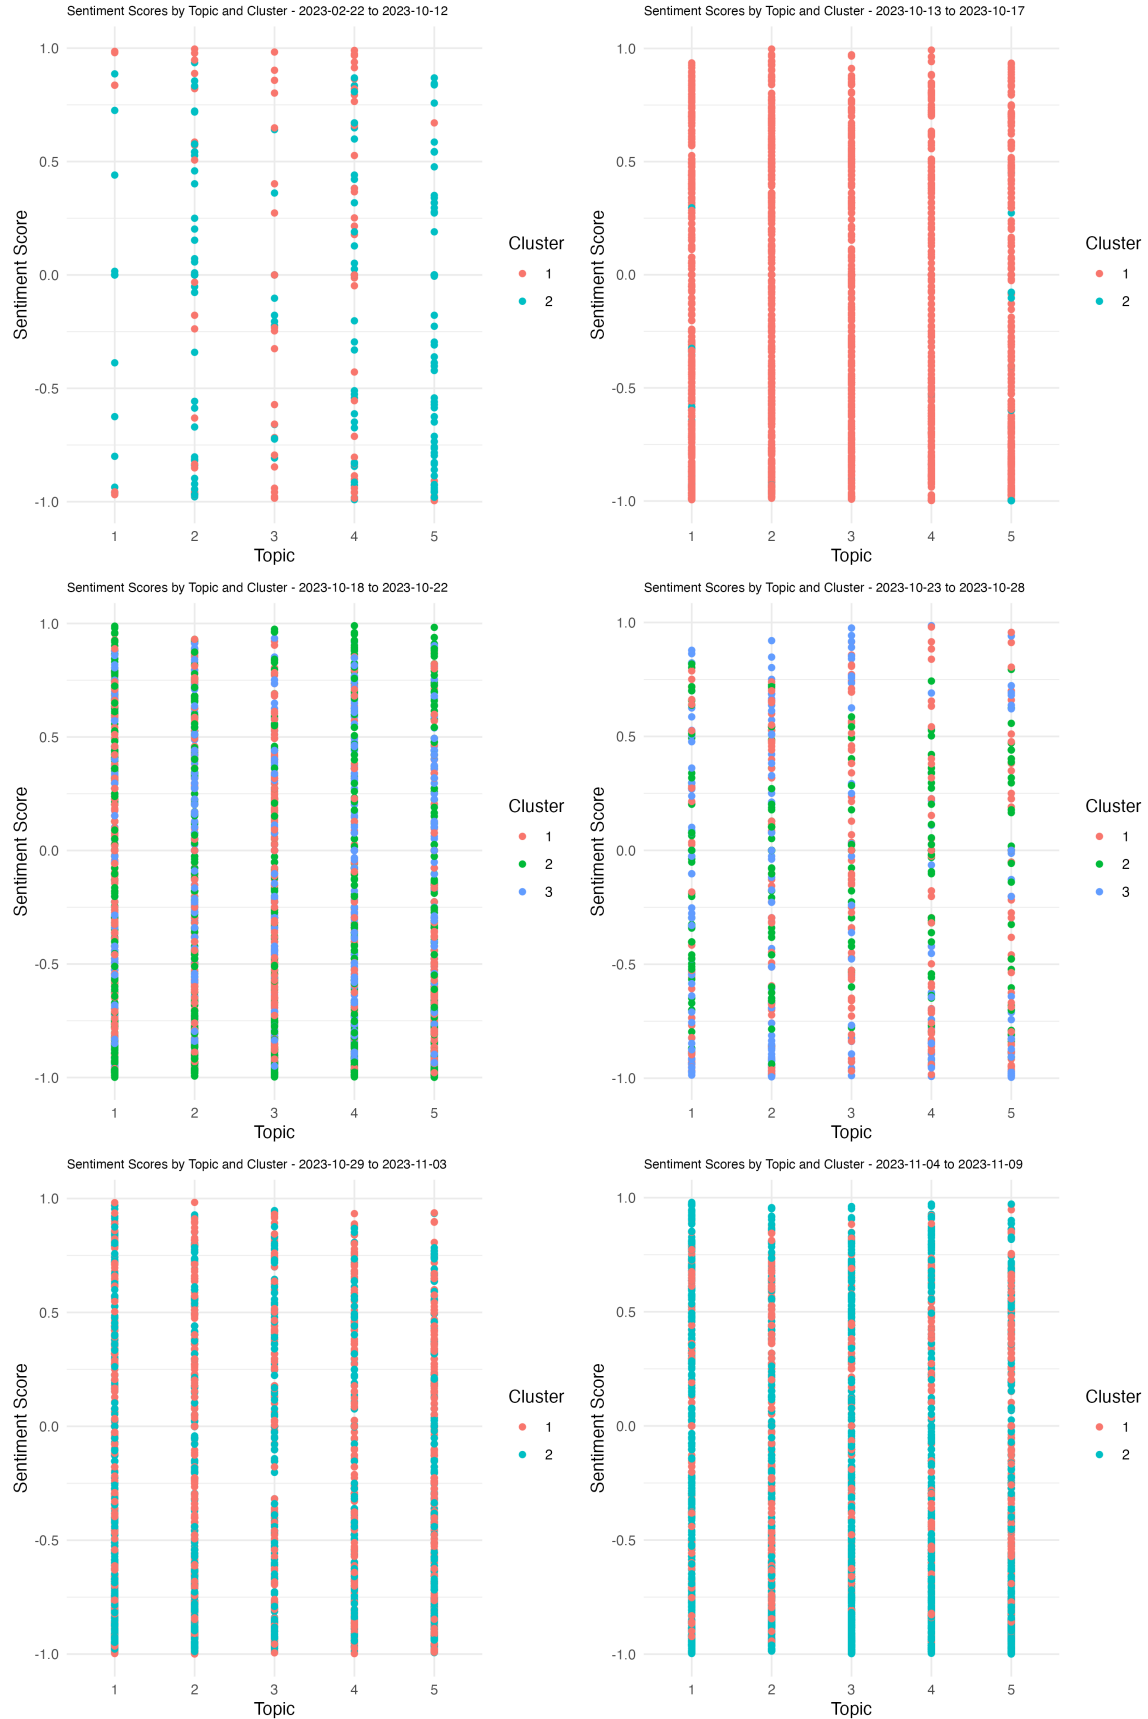 Sentiment Scores by Topic and Cluster - 2023-02-22 to 2023-10-12
1.0
0.5
0.0
-0.5
-1.0
Sentiment Score
1 2 3 4 5
Topic
Cluster
1
2
Sentiment Scores by Topic and Cluster - 2023-10-13 to 2023-10-17
1.0
0.5
0.0
-0.5
-1.0
Sentiment Score
1 2 3 4 5
Topic
Cluster
1
2
Sentiment Scores by Topic and Cluster - 2023-10-18 to 2023-10-22
1.0
0.5
0.0
-0.5
-1.0
Sentiment Score
1 2 3 4 5
Topic
Cluster
1
2
3
Sentiment Scores by Topic and Cluster - 2023-10-23 to 2023-10-28
1.0
0.5
0.0
-0.5
-1.0
Sentiment Score
1 2 3 4 5
Topic
Cluster
1
2
3
Sentiment Scores by Topic and Cluster - 2023-10-29 to 2023-11-03
1.0
0.5
0.0
-0.5
-1.0
Sentiment Score
1 2 3 4 5
Topic
Cluster
1
2
Sentiment Scores by Topic and Cluster - 2023-11-04 to 2023-11-09
1.0
0.5
0.0
-0.5
-1.0
Sentiment Score
1 2 3 4 5
Topic
Cluster
1
2